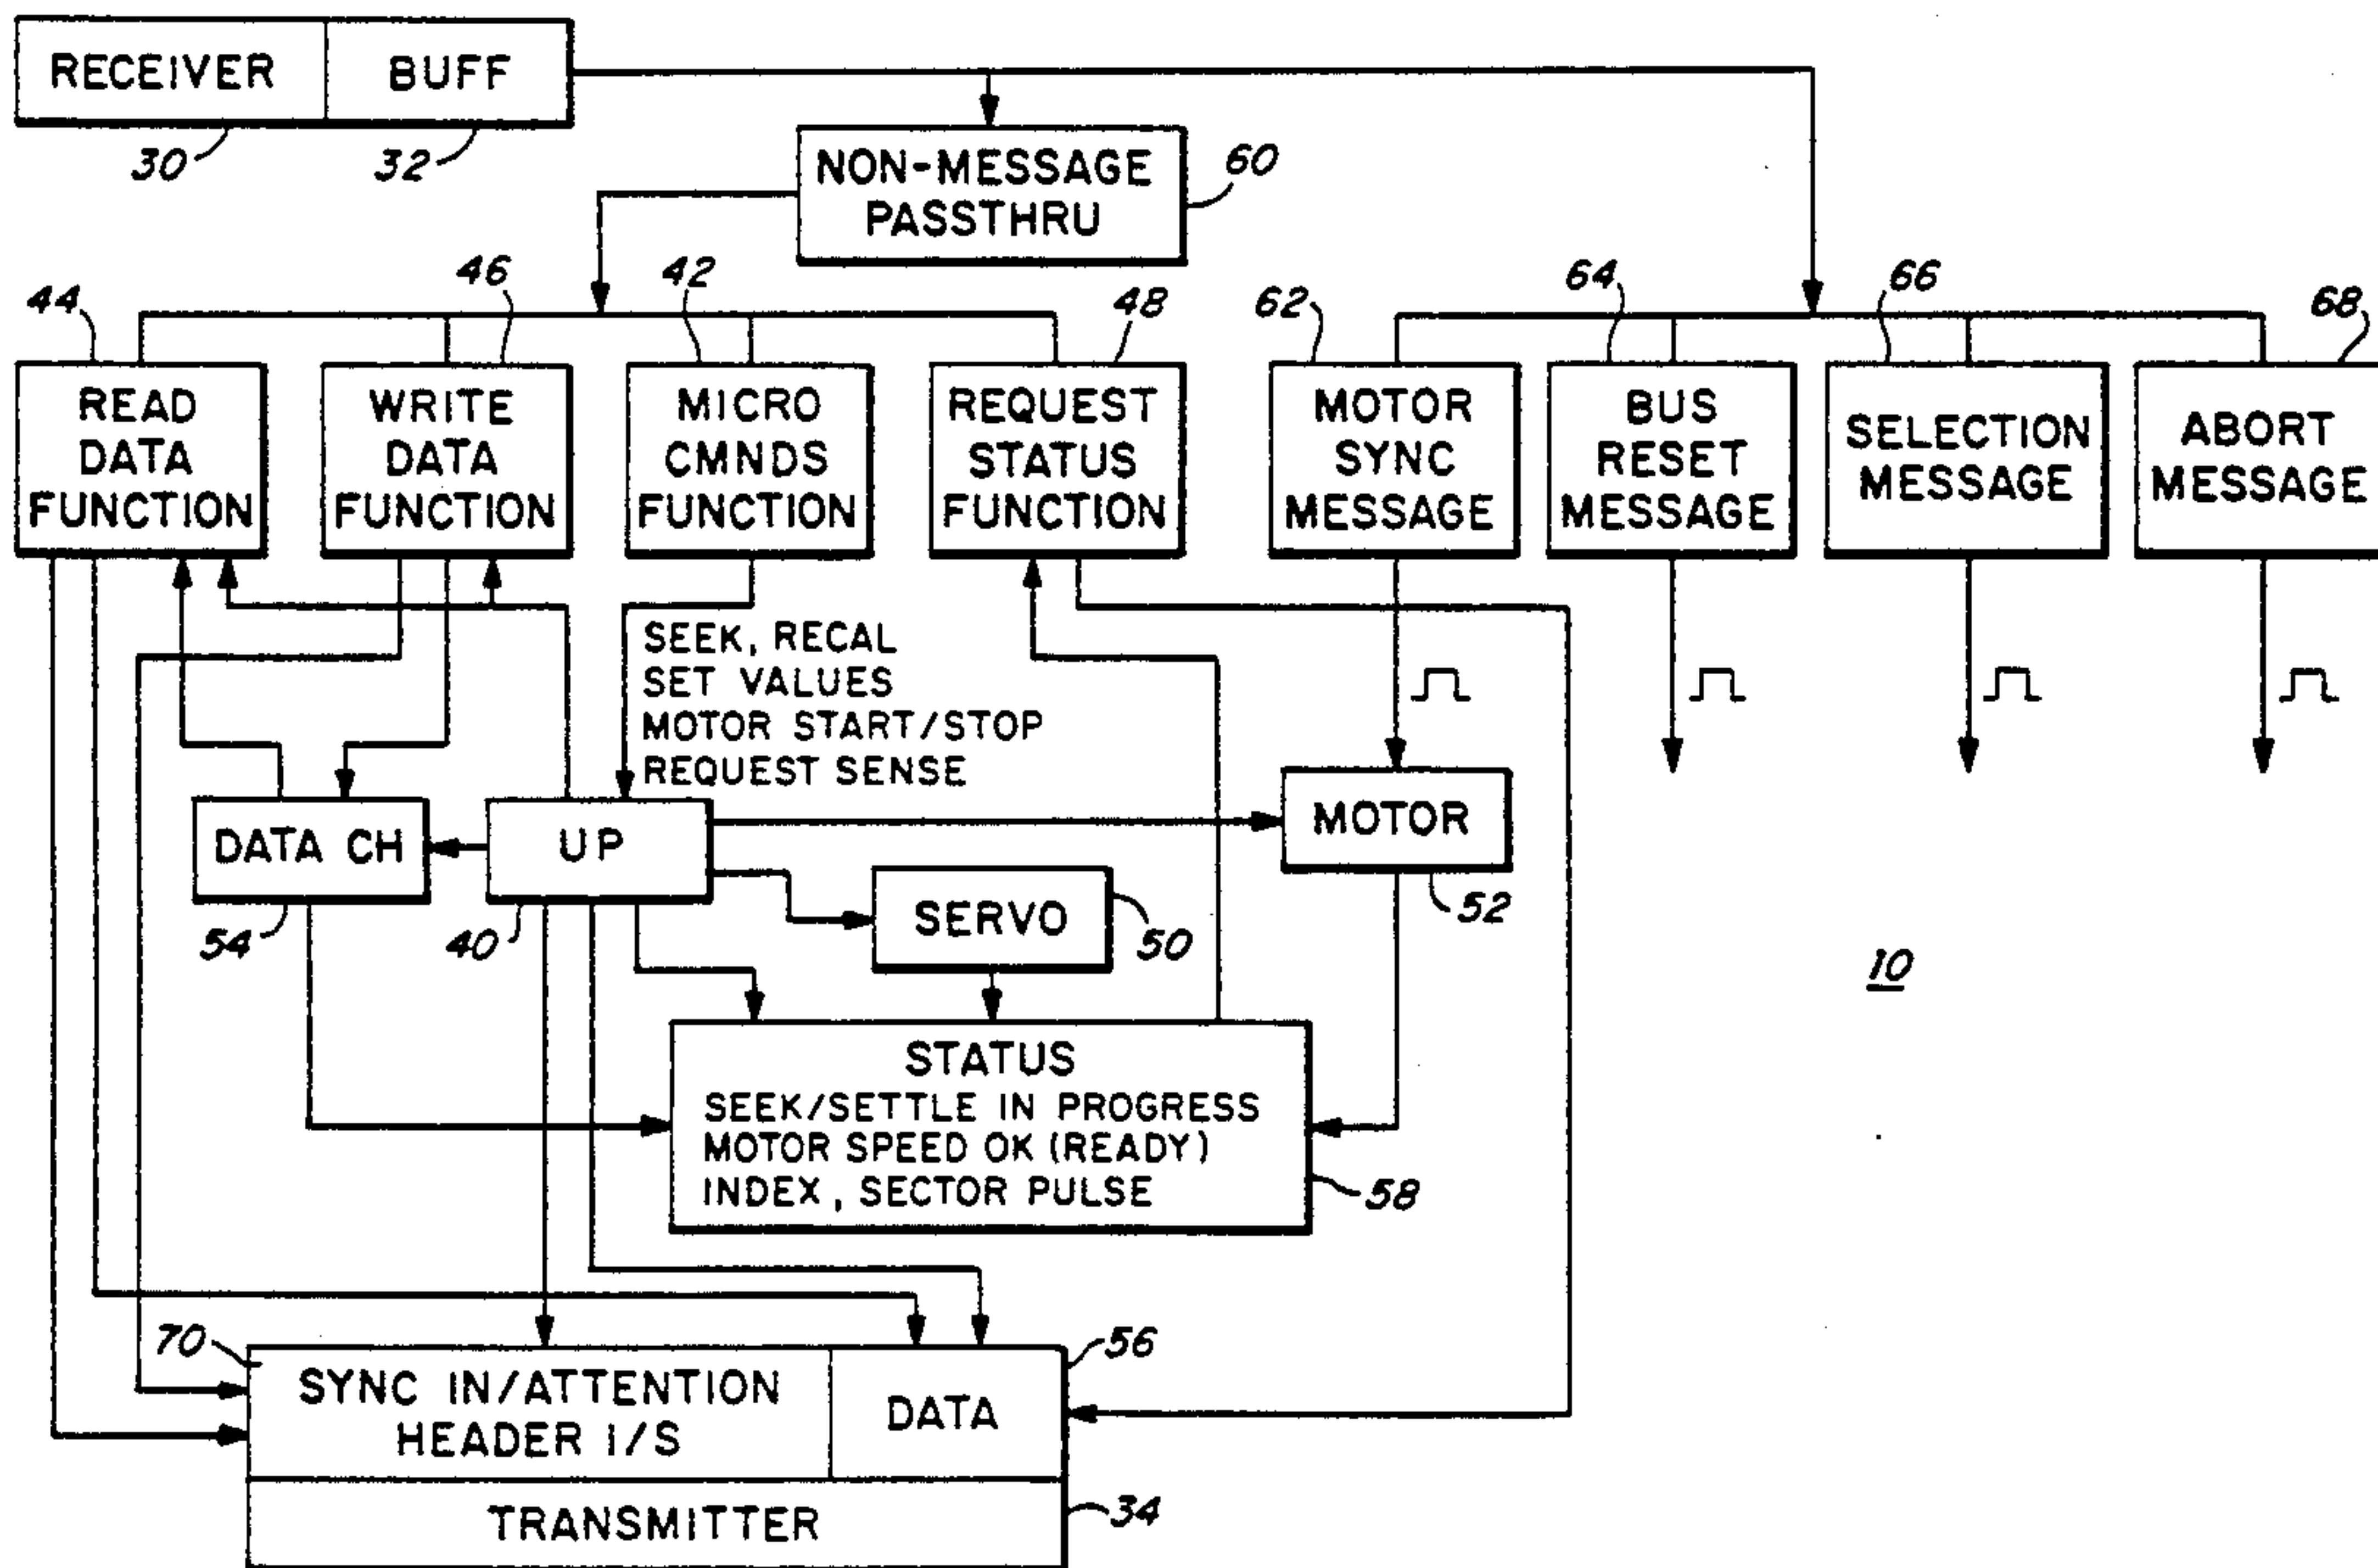 RECEIVER
BUFF
30
32
NON-MESSAGE
PASSTHRU
60
44
46
42
48
62
64
66
68
READ
DATA
FUNCTION
WRITE
DATA
FUNCTION
MICRO
CMNDS
FUNCTION
REQUEST
STATUS
FUNCTION
MOTOR
SYNC
MESSAGE
BUS
RESET
MESSAGE
SELECTION
MESSAGE
ABORT
MESSAGE
SEEK, RECAL
SET VALUES
MOTOR START/STOP
REQUEST SENSE
DATA CH
54
UP
40
SERVO
50
MOTOR
52
10
STATUS
SEEK/SETTLE IN PROGRESS
MOTOR SPEED OK (READY)
INDEX, SECTOR PULSE
58
70
SYNC IN/ATTENTION
HEADER I/S
DATA
56
TRANSMITTER
34